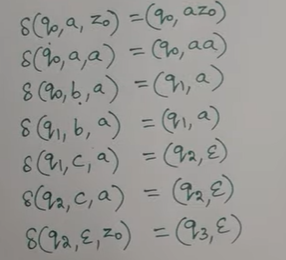 δ(q₀, a, z₀) = (q₀, az₀)
δ(q₀, a, a) = (q₀, aa)
δ(q₀, b, a) = (q₁, a)
δ(q₁, b, a) = (q₁, a)
δ(q₁, c, a) = (q₂, ε)
δ(q₂, c, a) = (q₂, ε)
δ(q₂, ε, z₀) = (q₃, ε)